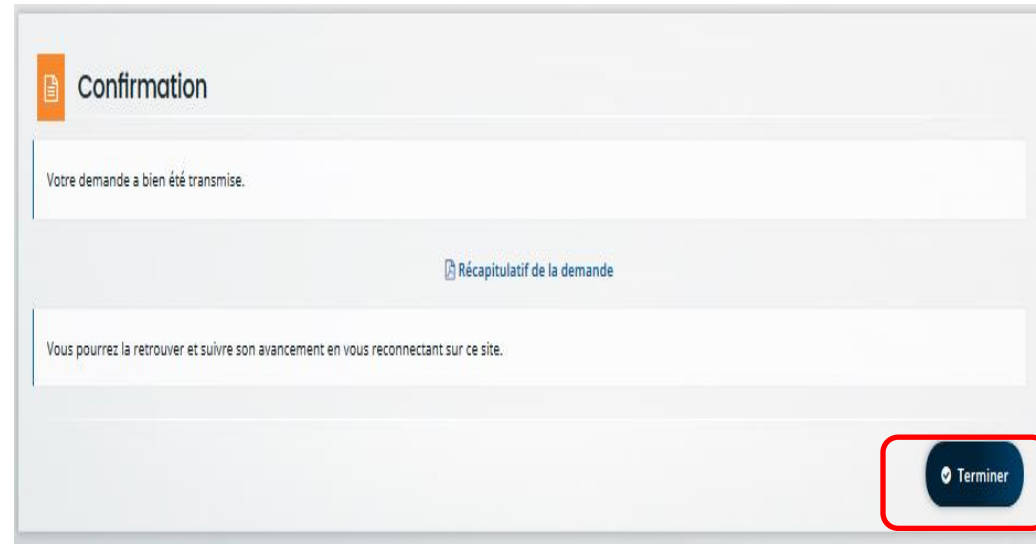 Confirmation
Votre demande a bien été transmise.
Récapitulatif de la demande
Vous pourrez la retrouver et suivre son avancement en vous reconnectant sur ce site.
Terminer